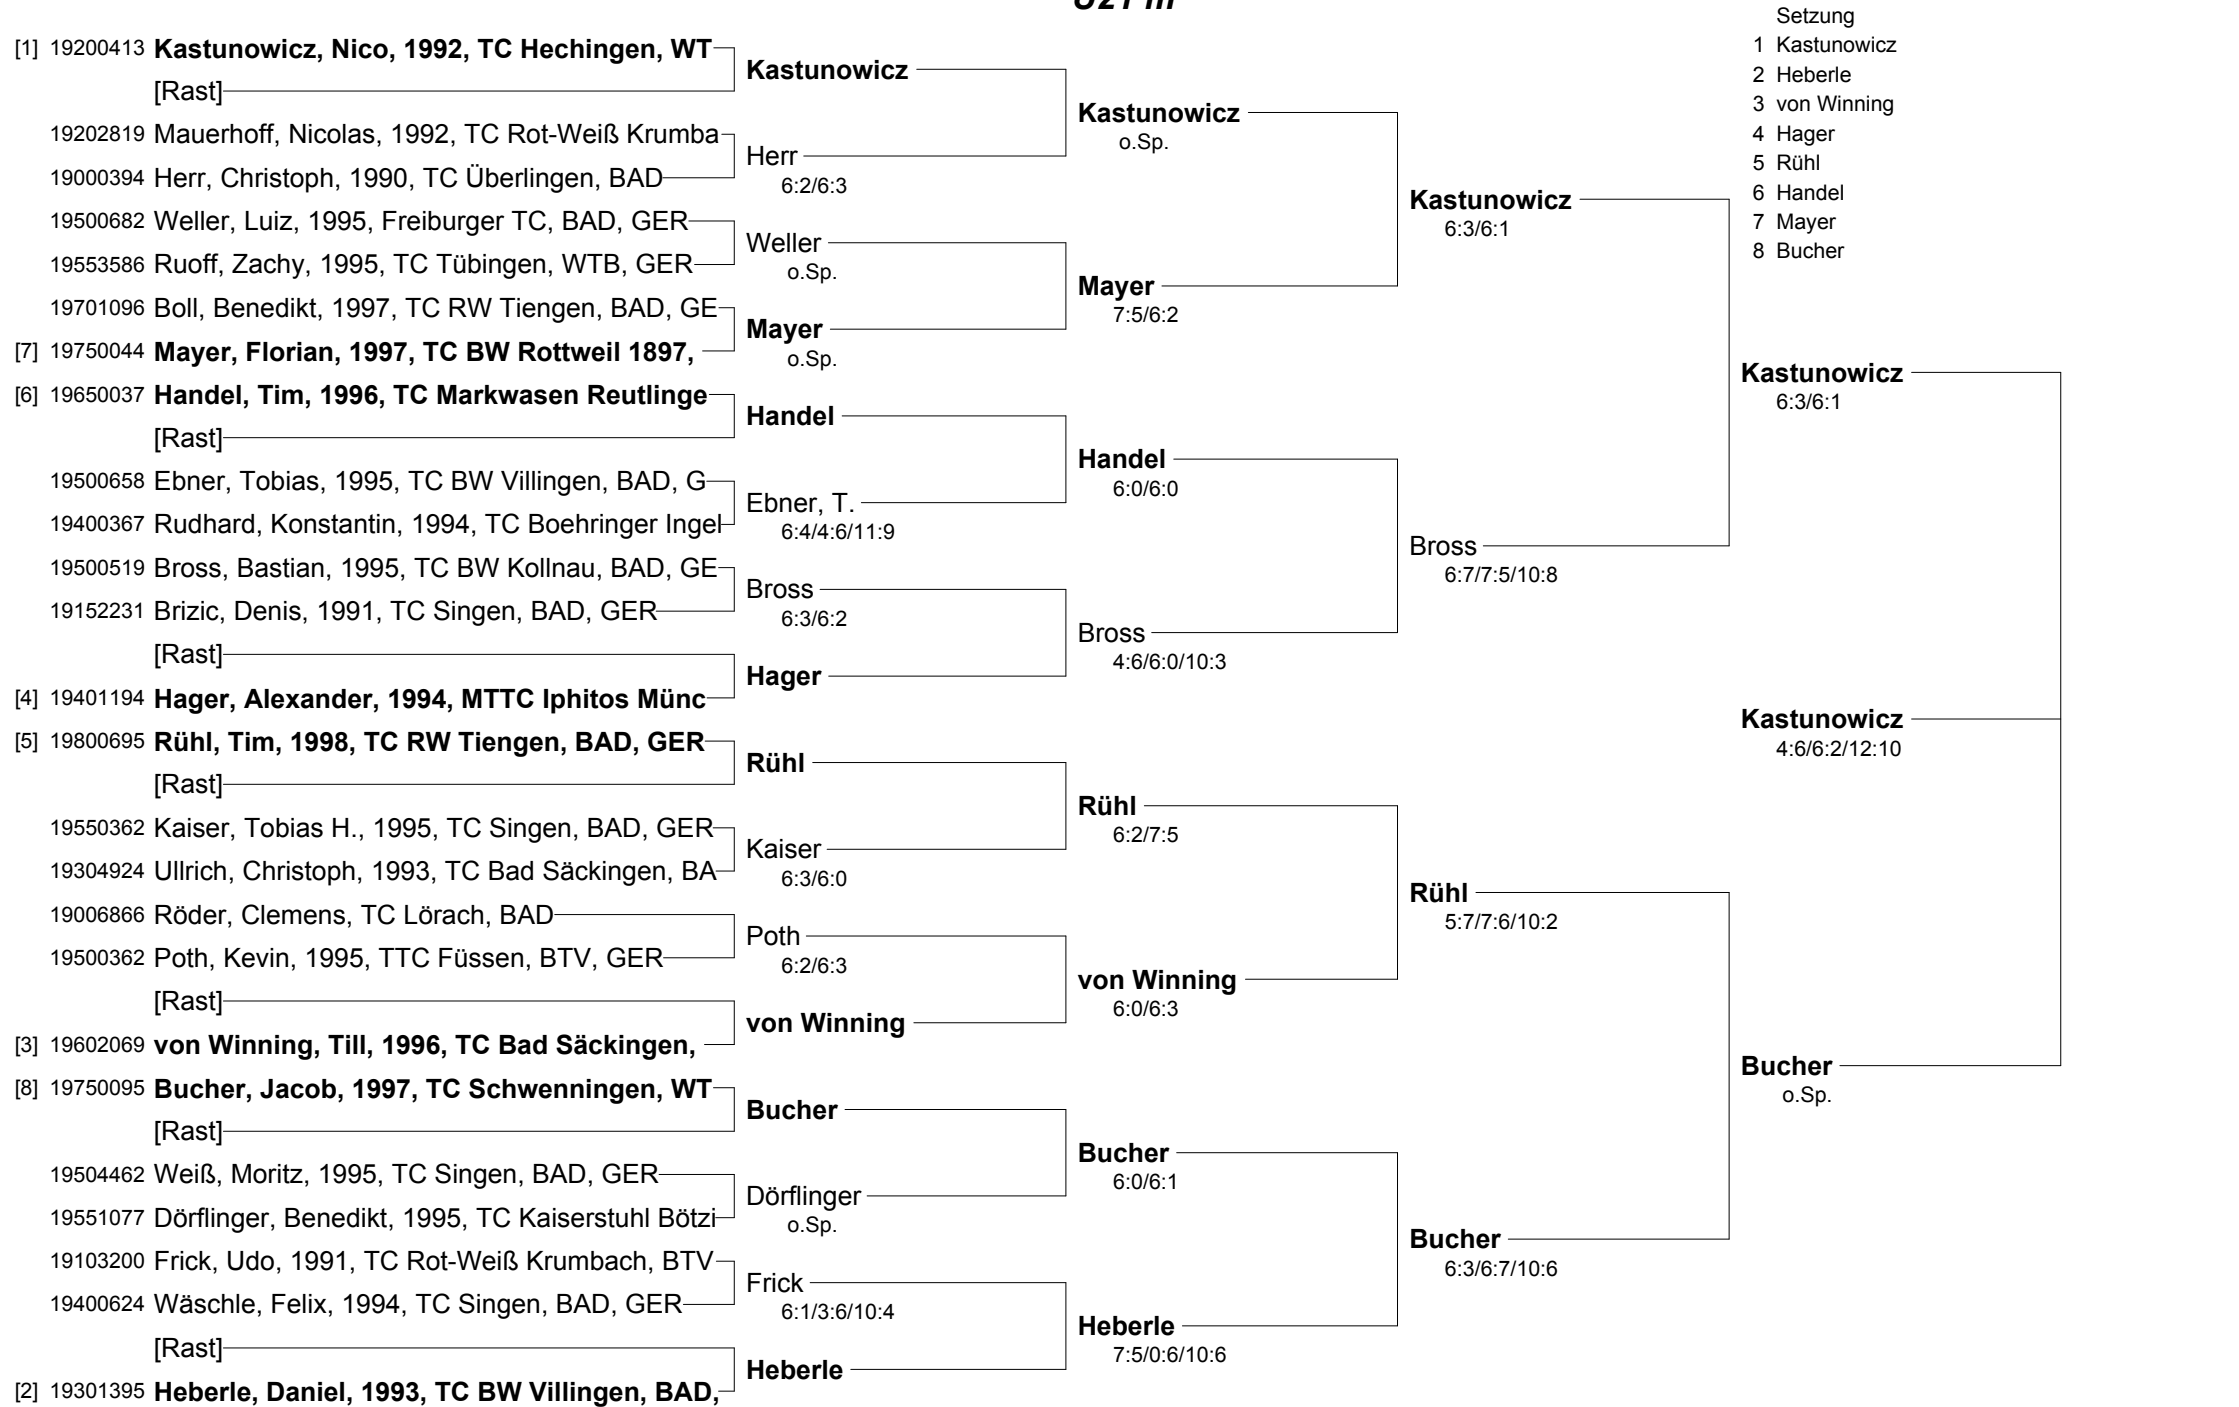 U21 m
Setzung
1 Kastunowicz
2 Heberle
3 von Winning
4 Hager
5 Rühl
6 Handel
7 Mayer
8 Bucher
[1] 19200413 Kastunowicz, Nico, 1992, TC Hechingen, WT
[Rast]
19202819 Mauerhoff, Nicolas, 1992, TC Rot-Weiß Krumba
19000394 Herr, Christoph, 1990, TC Überlingen, BAD
19500682 Weller, Luiz, 1995, Freiburger TC, BAD, GER
19553586 Ruoff, Zachy, 1995, TC Tübingen, WTB, GER
19701096 Boll, Benedikt, 1997, TC RW Tiengen, BAD, GE
[7] 19750044 Mayer, Florian, 1997, TC BW Rottweil 1897,
[6] 19650037 Handel, Tim, 1996, TC Markwasen Reutlinge
[Rast]
19500658 Ebner, Tobias, 1995, TC BW Villingen, BAD, G
19400367 Rudhard, Konstantin, 1994, TC Boehringer Ingel
19500519 Bross, Bastian, 1995, TC BW Kollnau, BAD, GE
19152231 Brizic, Denis, 1991, TC Singen, BAD, GER
[Rast]
[4] 19401194 Hager, Alexander, 1994, MTTC Iphitos Münc
[5] 19800695 Rühl, Tim, 1998, TC RW Tiengen, BAD, GER
[Rast]
19550362 Kaiser, Tobias H., 1995, TC Singen, BAD, GER
19304924 Ullrich, Christoph, 1993, TC Bad Säckingen, BA
19006866 Röder, Clemens, TC Lörach, BAD
19500362 Poth, Kevin, 1995, TTC Füssen, BTV, GER
[Rast]
[3] 19602069 von Winning, Till, 1996, TC Bad Säckingen,
[8] 19750095 Bucher, Jacob, 1997, TC Schwenningen, WT
[Rast]
19504462 Weiß, Moritz, 1995, TC Singen, BAD, GER
19551077 Dörflinger, Benedikt, 1995, TC Kaiserstuhl Bötzi
19103200 Frick, Udo, 1991, TC Rot-Weiß Krumbach, BTV
19400624 Wäschle, Felix, 1994, TC Singen, BAD, GER
[Rast]
[2] 19301395 Heberle, Daniel, 1993, TC BW Villingen, BAD,
Kastunowicz
Herr
6:2/6:3
Weller
o.Sp.
Mayer
o.Sp.
Handel
Ebner, T.
6:4/4:6/11:9
Bross
6:3/6:2
Hager
Rühl
Kaiser
6:3/6:0
Poth
6:2/6:3
von Winning
Bucher
Dörflinger
o.Sp.
Frick
6:1/3:6/10:4
Heberle
Kastunowicz
o.Sp.
Mayer
7:5/6:2
Handel
6:0/6:0
Bross
4:6/6:0/10:3
Rühl
6:2/7:5
von Winning
6:0/6:3
Bucher
6:0/6:1
Heberle
7:5/0:6/10:6
Kastunowicz
6:3/6:1
Bross
6:7/7:5/10:8
Rühl
5:7/7:6/10:2
Bucher
6:3/6:7/10:6
Kastunowicz
6:3/6:1
Kastunowicz
4:6/6:2/12:10
Bucher
o.Sp.